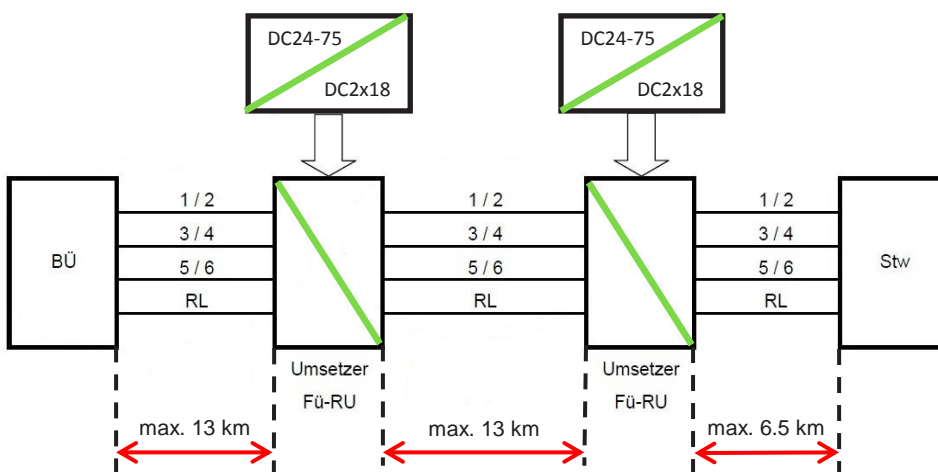 DC24-75
DC2x18
DC24-75
DC2x18
BÜ
1 / 2
3 / 4
5 / 6
RL
1 / 2
3 / 4
5 / 6
RL
1 / 2
3 / 4
5 / 6
RL
Stw
Umsetzer
Fü-RU
Umsetzer
Fü-RU
max. 13 km
max. 13 km
max. 6.5 km